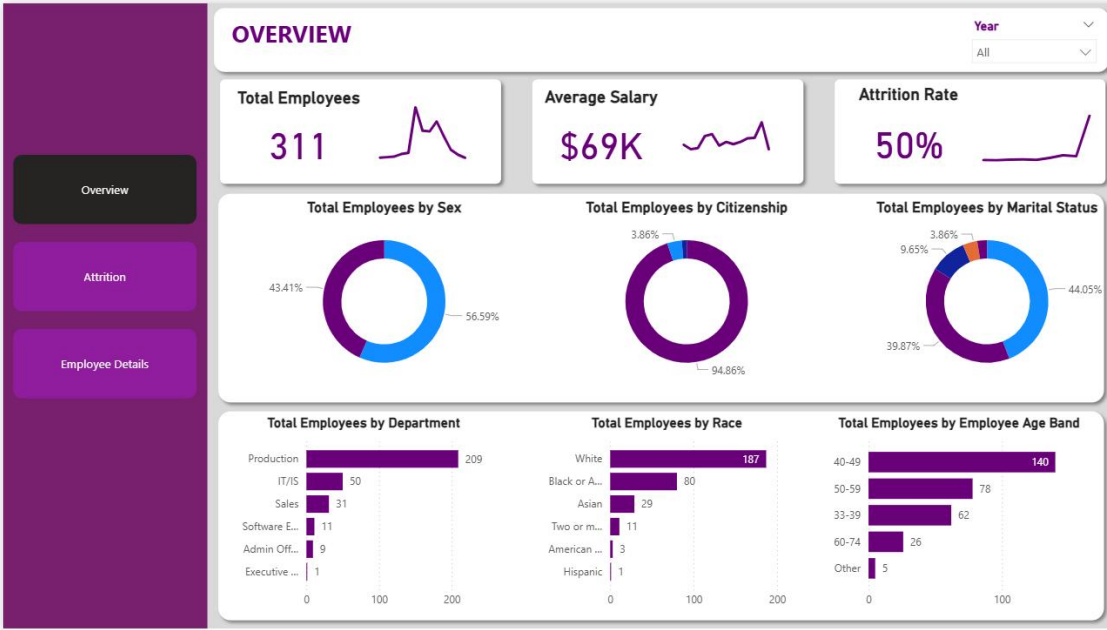 OVERVIEW
Year
All
Total Employees
311
Average Salary
$69K
Attrition Rate
50%
Overview
Attrition
Employee Details
Total Employees by Sex
43.41%
56.59%
Total Employees by Citizenship
3.86%
94.86%
Total Employees by Marital Status
3.86%
9.65%
44.05%
39.87%
Total Employees by Department
Production 209
IT/IS 50
Sales 31
Software E... 11
Admin Off... 9
Executive ... 1
0 100 200
Total Employees by Race
White 187
Black or A... 80
Asian 29
Two or m... 11
American ... 3
Hispanic 1
0 100 200
Total Employees by Employee Age Band
40-49 140
50-59 78
33-39 62
60-74 26
Other 5
0 100